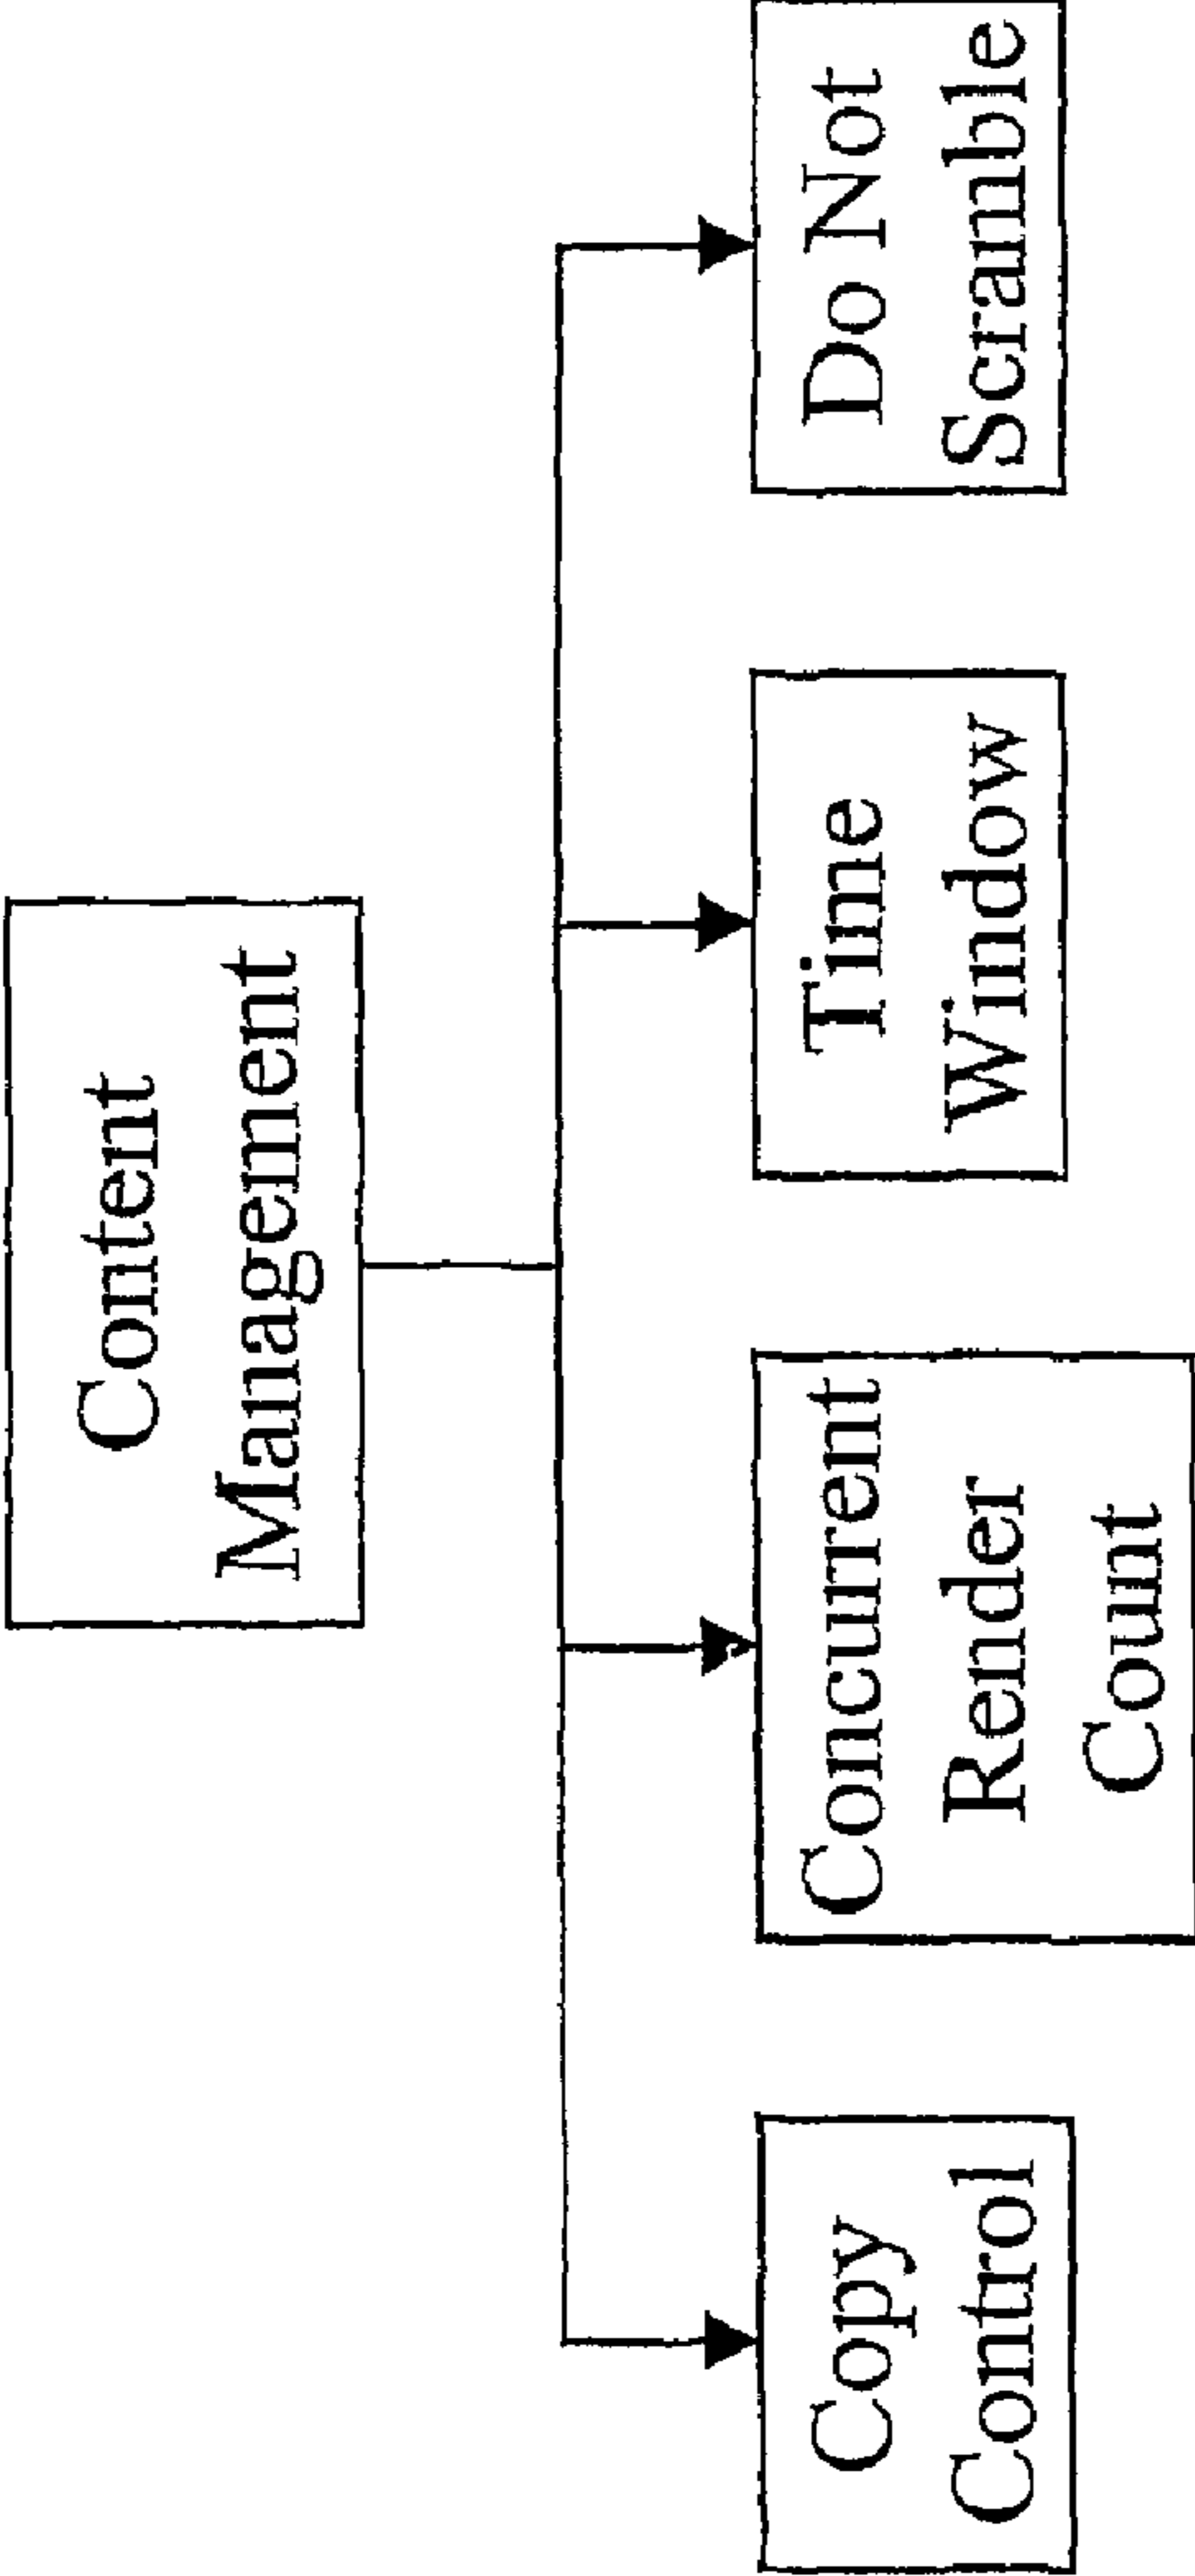 Content
Management
Copy
Control
Concurrent
Render
Count
Time
Window
Do Not
Scramble